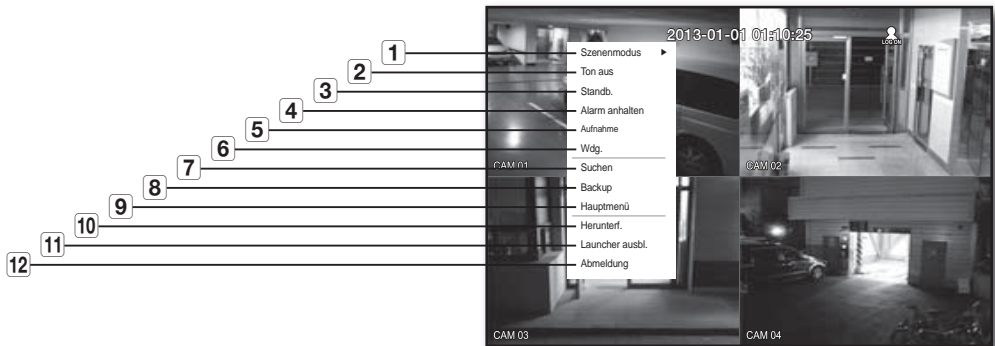 2013-01-01 01:10:25
LOG ON
1 Szenenmodus
2 Ton aus
3 Standb.
4 Alarm anhalten
5 Aufnahme
6 Wdg.
CAM 01
CAM 02
7 Suchen
8 Backup
9 Hauptmenü
10 Herunterf.
11 Launcher ausbl.
12 Abmeldung
CAM 03
CAM 04